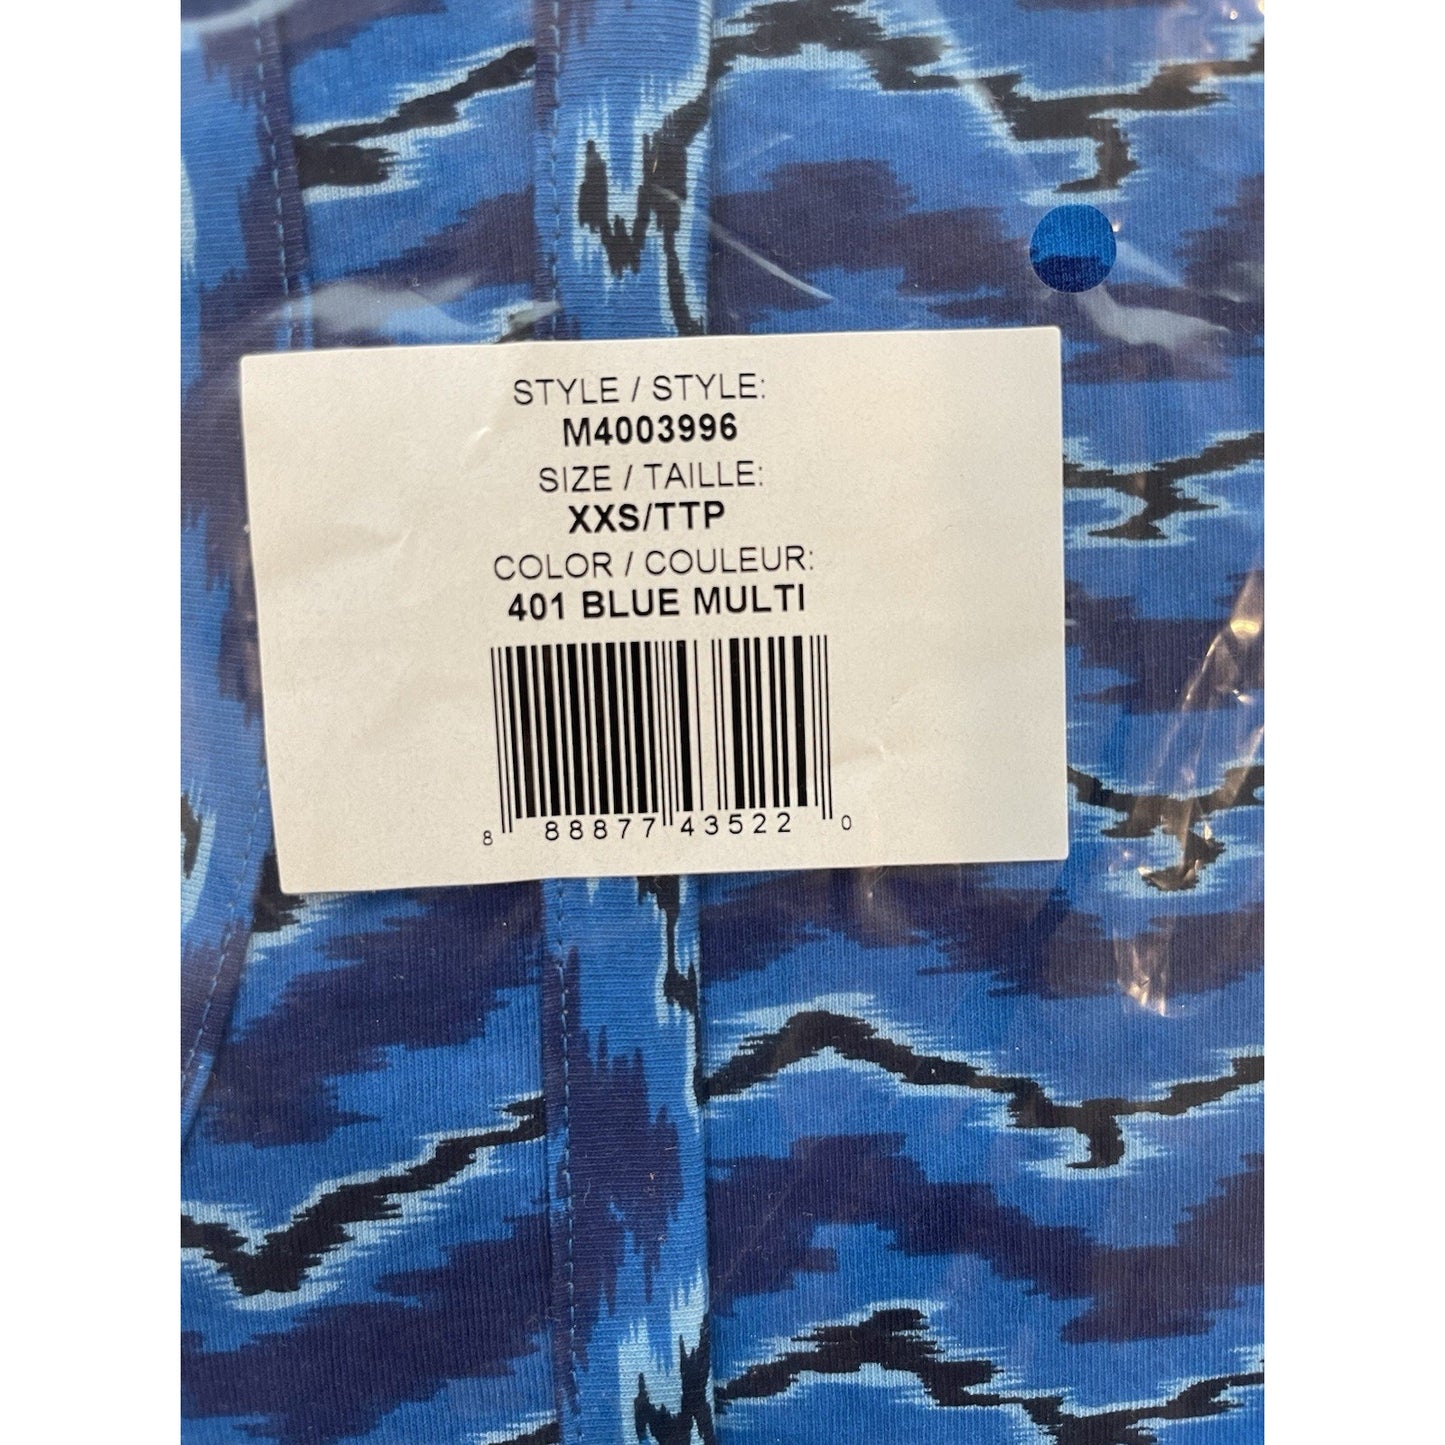 STYLE / STYLE:
M4003996
SIZE / TAILLE:
XXS/TTP
COLOR / COULEUR:
401 BLUE MULTI
8 88877 43522 0